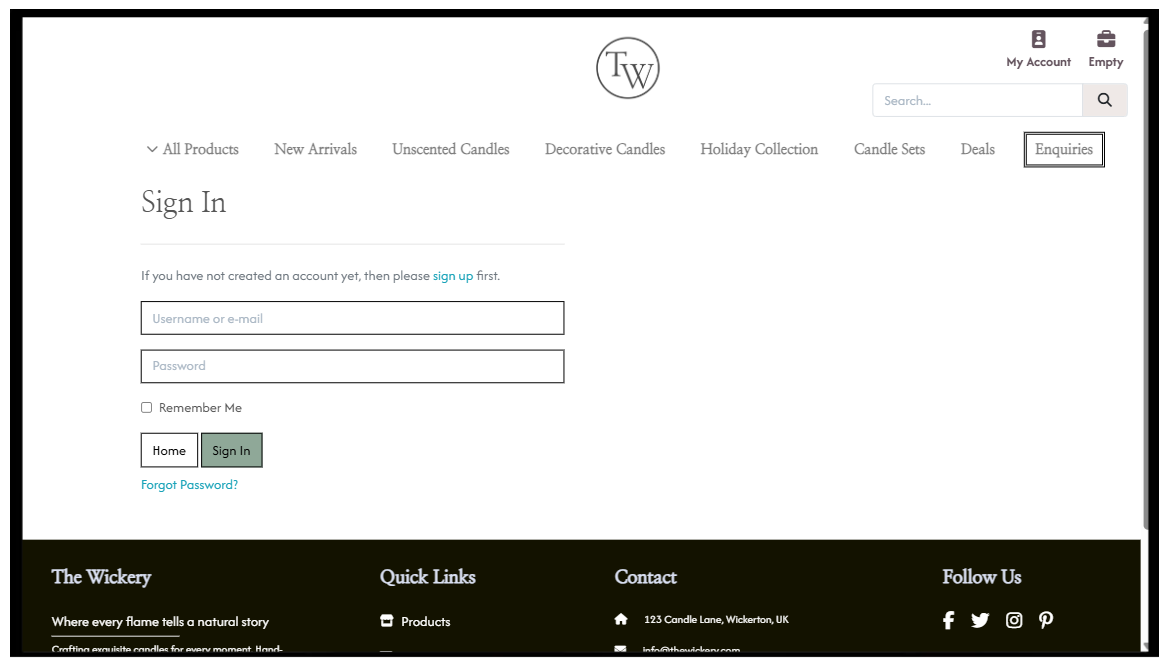 TW
My Account Empty
Search...
All Products New Arrivals Unscented Candles Decorative Candles Holiday Collection Candle Sets Deals Enquiries
Sign In
If you have not created an account yet, then please sign up first.
Username or e-mail
Password
Remember Me
Home Sign In
Forgot Password?
The Wickery Quick Links Contact Follow Us
Where every flame tells a natural story Products 123 Candle Lane, Wickerton, UK
Crafting exquisite candles for every moment. Hand- info@thewickery.com